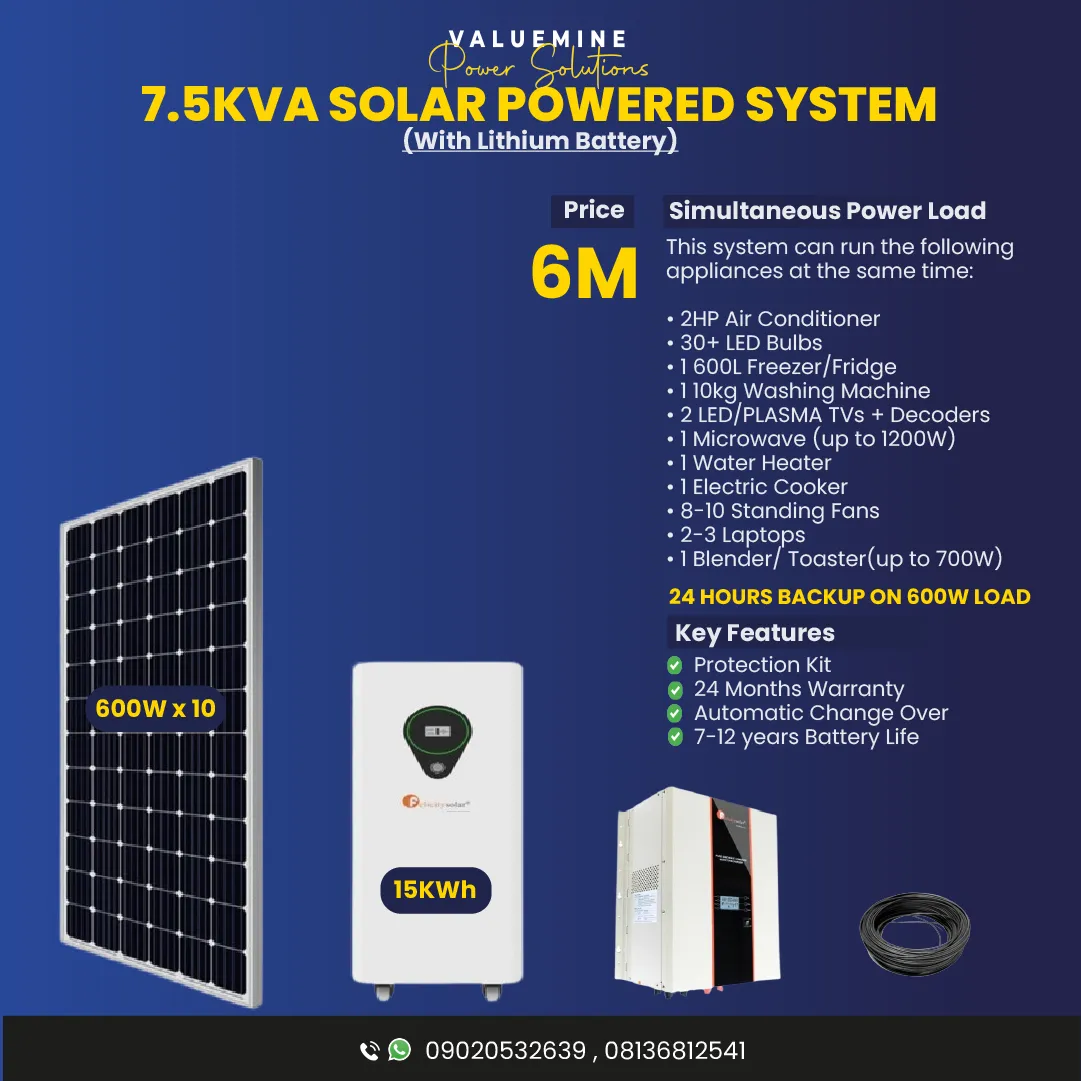 VALUEMINE
Power Solutions
7.5KVA SOLAR POWERED SYSTEM
(With Lithium Battery)
Price
6M
Simultaneous Power Load
This system can run the following
appliances at the same time:
• 2HP Air Conditioner
• 30+ LED Bulbs
• 1 600L Freezer/Fridge
• 1 10kg Washing Machine
• 2 LED/PLASMA TVs + Decoders
• 1 Microwave (up to 1200W)
• 1 Water Heater
• 1 Electric Cooker
• 8-10 Standing Fans
• 2-3 Laptops
• 1 Blender/ Toaster(up to 700W)
24 HOURS BACKUP ON 600W LOAD
Key Features
Protection Kit
24 Months Warranty
Automatic Change Over
7-12 years Battery Life
600W x 10
Felicitysolar
15KWh
Felicitysolar
09020532639 , 08136812541